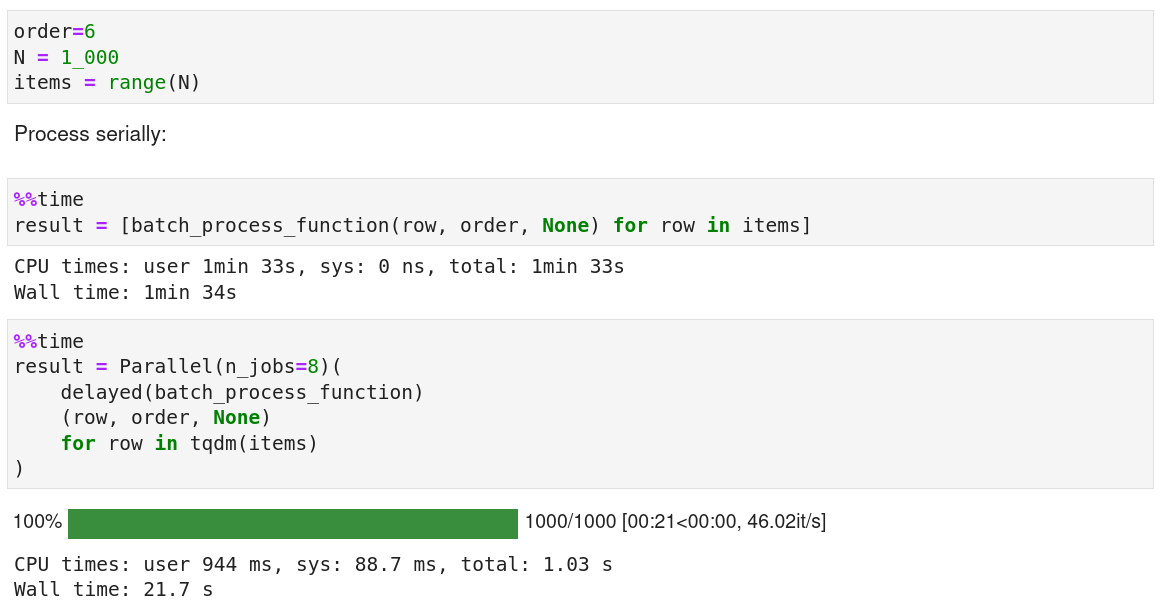 order=6
N = 1_000
items = range(N)
Process serially:
%%time
result = [batch_process_function(row, order, None) for row in items]
CPU times: user 1min 33s, sys: 0 ns, total: 1min 33s
Wall time: 1min 34s
%%time
result = Parallel(n_jobs=8)(
    delayed(batch_process_function)
    (row, order, None)
    for row in tqdm(items)
)
100% 1000/1000 [00:21<00:00, 46.02it/s]
CPU times: user 944 ms, sys: 88.7 ms, total: 1.03 s
Wall time: 21.7 s